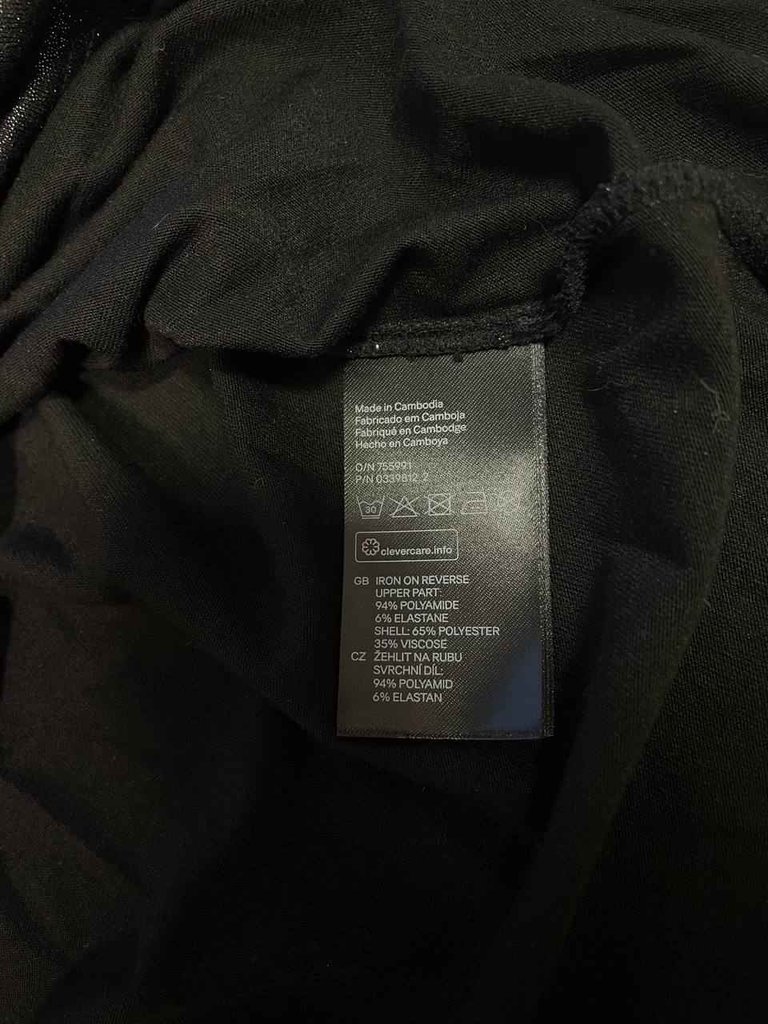 Made in Cambodia
Fabricado em Camboja
Fabriqué en Cambodge
Hecho en Camboya
O/N 755991
P/N 0339812 2
30
clevercare.info
GB IRON ON REVERSE
UPPER PART:
94% POLYAMIDE
6% ELASTANE
SHELL: 65% POLYESTER
35% VISCOSE
CZ ŽEHLIT NA RUBU
SVRCHNÍ DÍL:
94% POLYAMID
6% ELASTAN